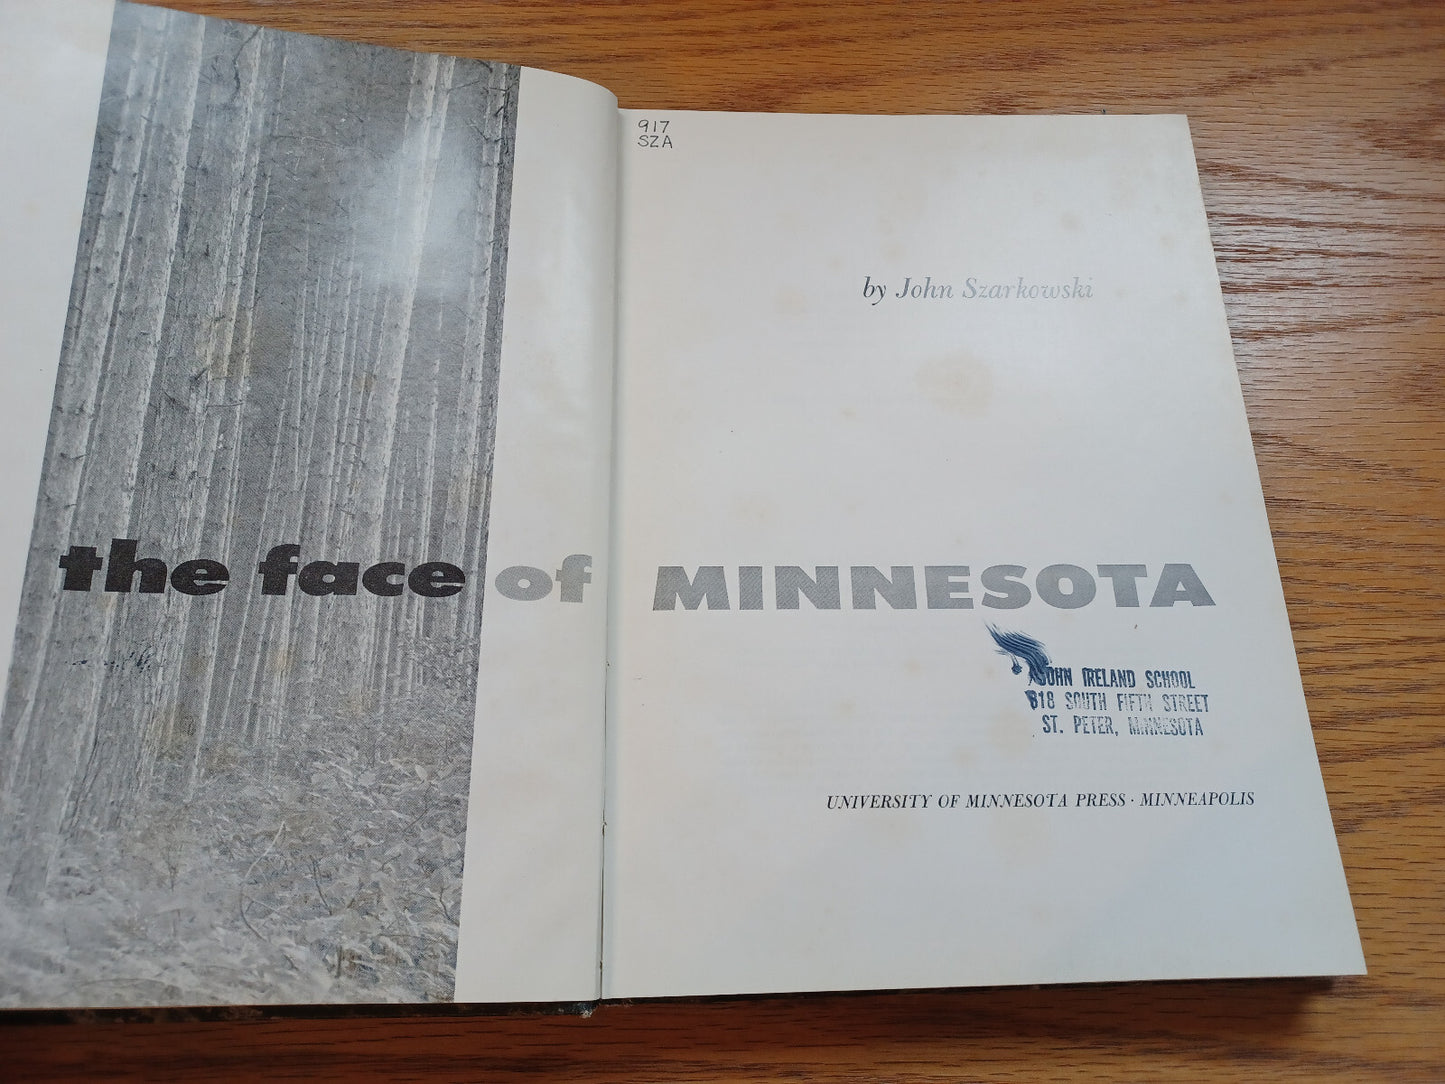 917
SZA
by John Szarkowski
the face of MINNESOTA
JOHN IRELAND SCHOOL
818 SOUTH FIFTH STREET
ST. PETER, MINNESOTA
UNIVERSITY OF MINNESOTA PRESS · MINNEAPOLIS